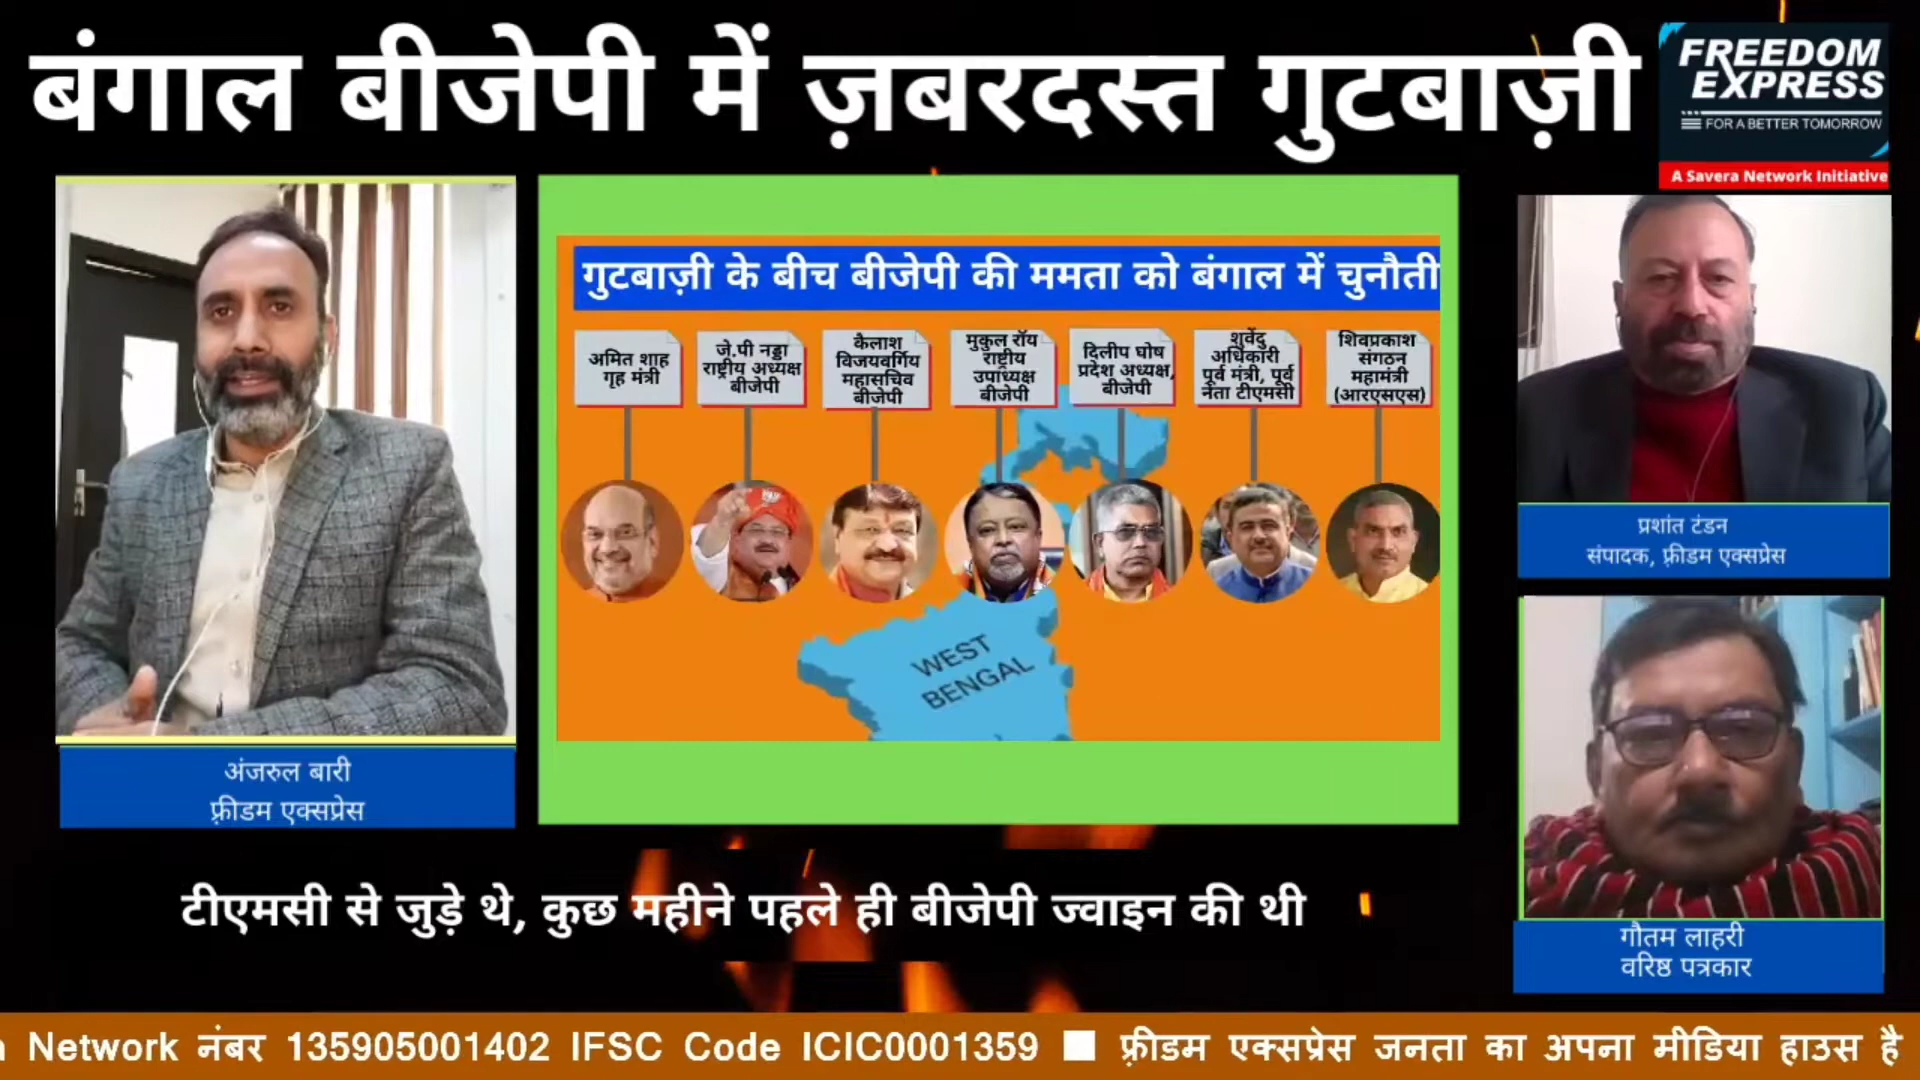 बंगाल बीजेपी में ज़बरदस्त गुटबाज़ी
FREEDOM
EXPRESS
FOR A BETTER TOMORROW
A Savera Network Initiative
गुटबाज़ी के बीच बीजेपी की ममता को बंगाल में चुनौती
अमित शाह
गृह मंत्री
जे.पी नड्डा
राष्ट्रीय अध्यक्ष
बीजेपी
कैलाश
विजयवर्गिय
महासचिव
बीजेपी
मुकुल रॉय
राष्ट्रीय
उपाध्यक्ष
बीजेपी
दिलीप घोष
प्रदेश अध्यक्ष,
बीजेपी
शुवेंदु
अधिकारी
पूर्व मंत्री, पूर्व
नेता टीएमसी
शिवप्रकाश
संगठन
महामंत्री
(आरएसएस)
WEST
BENGAL
अंजरुल बारी
फ़्रीडम एक्सप्रेस
प्रशांत टंडन
संपादक, फ़्रीडम एक्सप्रेस
गौतम लाहरी
वरिष्ठ पत्रकार
टीएमसी से जुड़े थे, कुछ महीने पहले ही बीजेपी ज्वाइन की थी
Network नंबर 135905001402 IFSC Code ICIC0001359 ■ फ़्रीडम एक्सप्रेस जनता का अपना मीडिया हाउस है